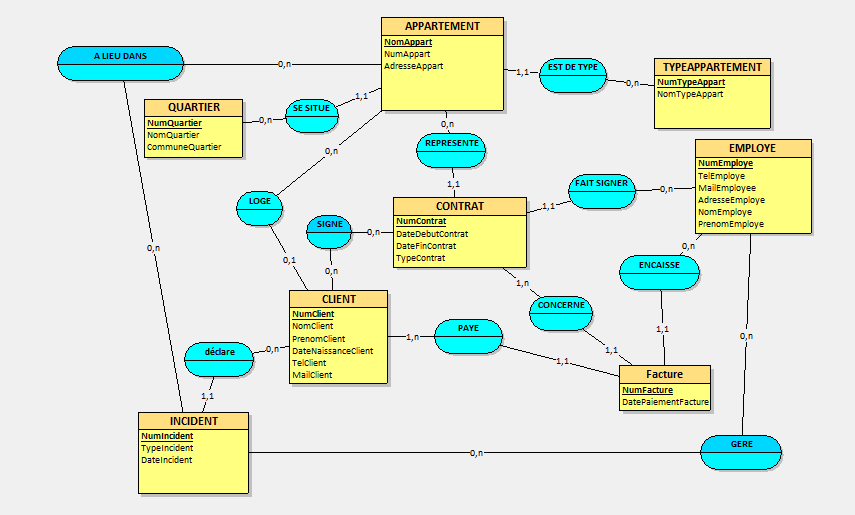 APPARTEMENT
NomAppart
NumAppart
AdresseAppart
A LIEU DANS
0,n
1,1
EST DE TYPE
0,n
TYPEAPPARTEMENT
NumTypeAppart
NomTypeAppart
QUARTIER
NumQuartier
NomQuartier
CommuneQuartier
0,n
SE SITUE
1,1
0,n
REPRESENTE
1,1
0,n
LOGE
0,1
EMPLOYE
NumEmploye
TelEmploye
MailEmployee
AdresseEmploye
NomEmploye
PrenomEmploye
FAIT SIGNER
0,n
1,1
CONTRAT
NumContrat
DateDebutContrat
DateFinContrat
TypeContrat
SIGNE
0,n
0,n
0,n
0,n
ENCAISSE
1,1
1,n
CONCERNE
1,1
CLIENT
NumClient
NomClient
PrenomClient
DateNaissanceClient
TelClient
MailClient
1,n
PAYE
1,1
0,n
déclare
0,n
1,1
Facture
NumFacture
DatePaiementFacture
INCIDENT
NumIncident
TypeIncident
DateIncident
0,n
GERE